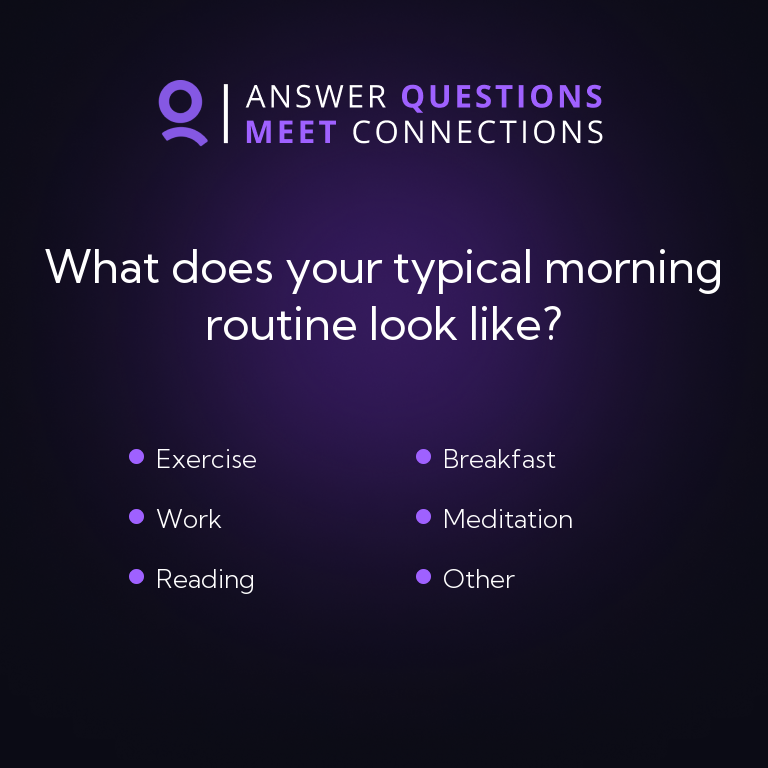 ANSWER QUESTIONS
MEET CONNECTIONS
What does your typical morning
routine look like?
Exercise
Breakfast
Work
Meditation
Reading
Other